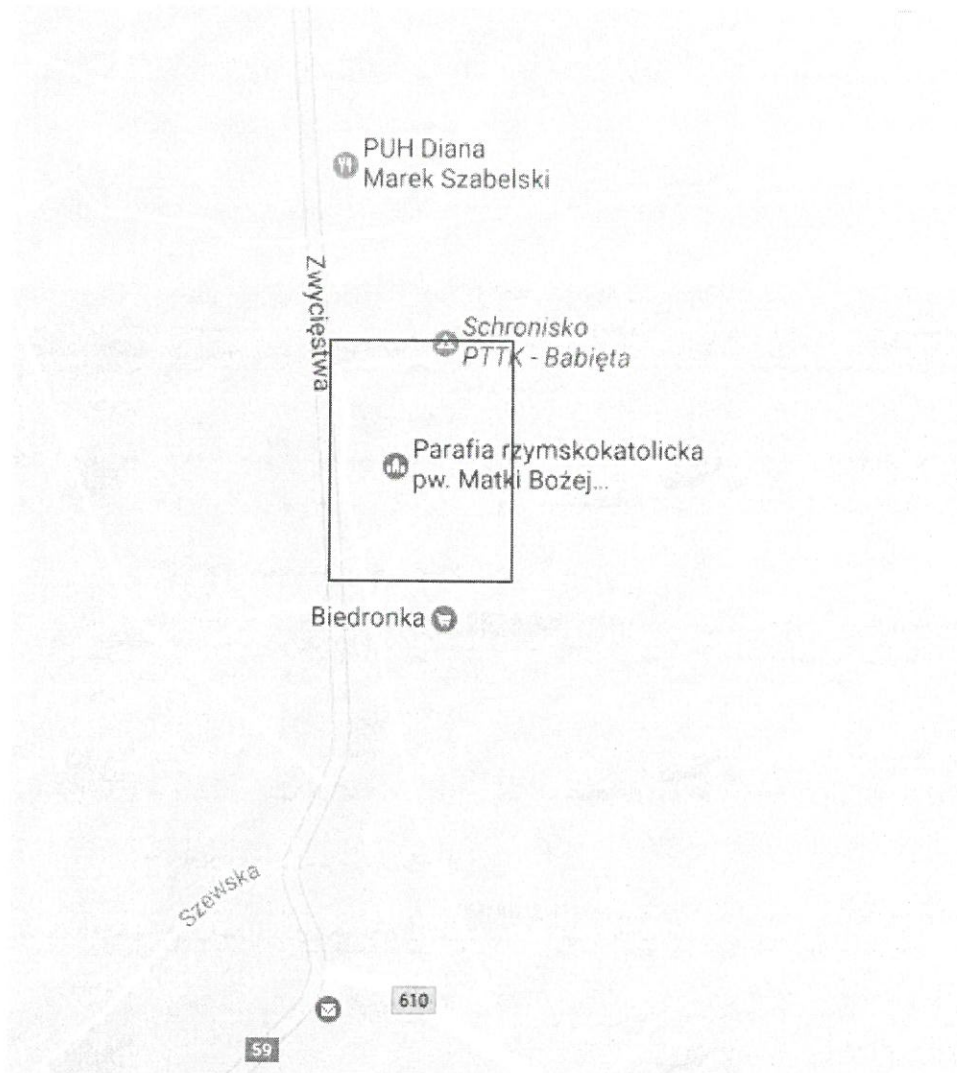 PUH Diana
Marek Szabelski
Zwycięstwa
Schronisko
PTTK - Babięta
Parafia rzymskokatolicka
pw. Matki Bożej...
Biedronka
Szewska
610
59